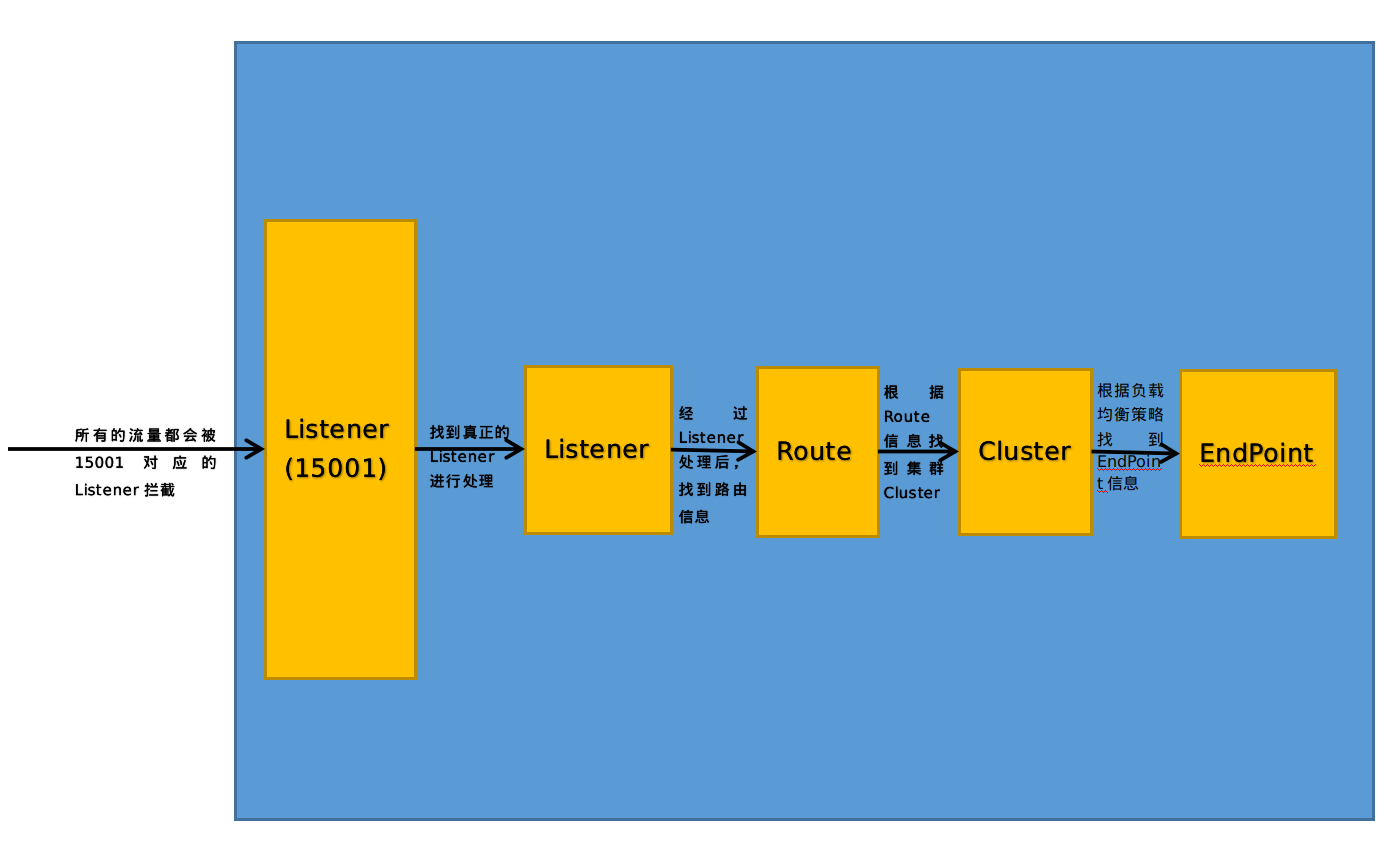 所有的流量都会被
15001 对应的
Listener 拦截
Listener
(15001)
找到真正的
Listener
进行处理
Listener
经过
Listener
处理后，
找到路由
信息
Route
根据
Route
信息找
到集群
Cluster
Cluster
根据负载
均衡策略
找到
EndPoin
t 信息
EndPoint